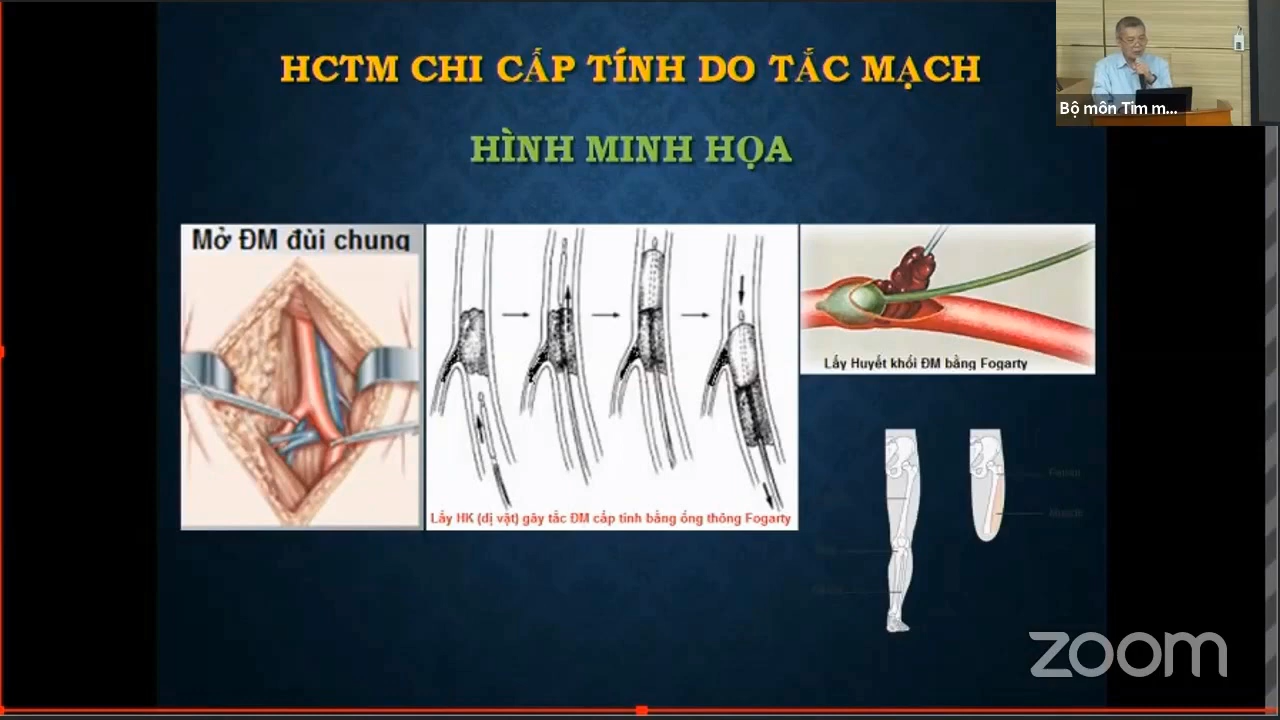 HCTM CHI CẤP TÍNH DO TẮC MẠCH
Bộ môn Tim m...
HÌNH MINH HỌA
Mở ĐM đùi chung
Lấy HK (dị vật) gây tắc ĐM cấp tính bằng ống thông Fogarty
Lấy Huyết khối ĐM bằng Fogarty
Muscle
zoom